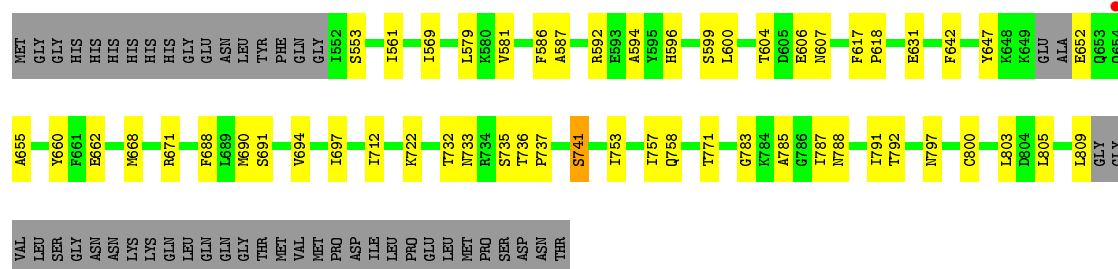 MET GLY GLY HIS HIS HIS HIS HIS HIS GLY GLU ASN LEU TYR PHE GLN GLY I552 S553 I561 I569 L579 K580 V581 F586 A587 R592 E593 A594 Y595 H596 S599 L600 T604 D605 E606 N607 F617 P618 E631 F642 Y647 K648 K649 GLU ALA E652 Q653 Q654
A655 Y660 F661 E662 M668 R671 F688 L689 M690 S691 V694 I697 I712 K722 T732 N733 R734 S735 T736 P737 S741 I753 I757 Q758 T771 G783 K784 A785 G786 I787 N788 I791 T792 N797 C800 L803 D804 L805 L809 GLY GLY
VAL LEU SER GLY ASN ASN LYS LYS GLN LEU GLN GLN GLY THR MET VAL MET PRO ASP ILE LEU PRO GLU LEU MET PRO SER ASP ASN THR